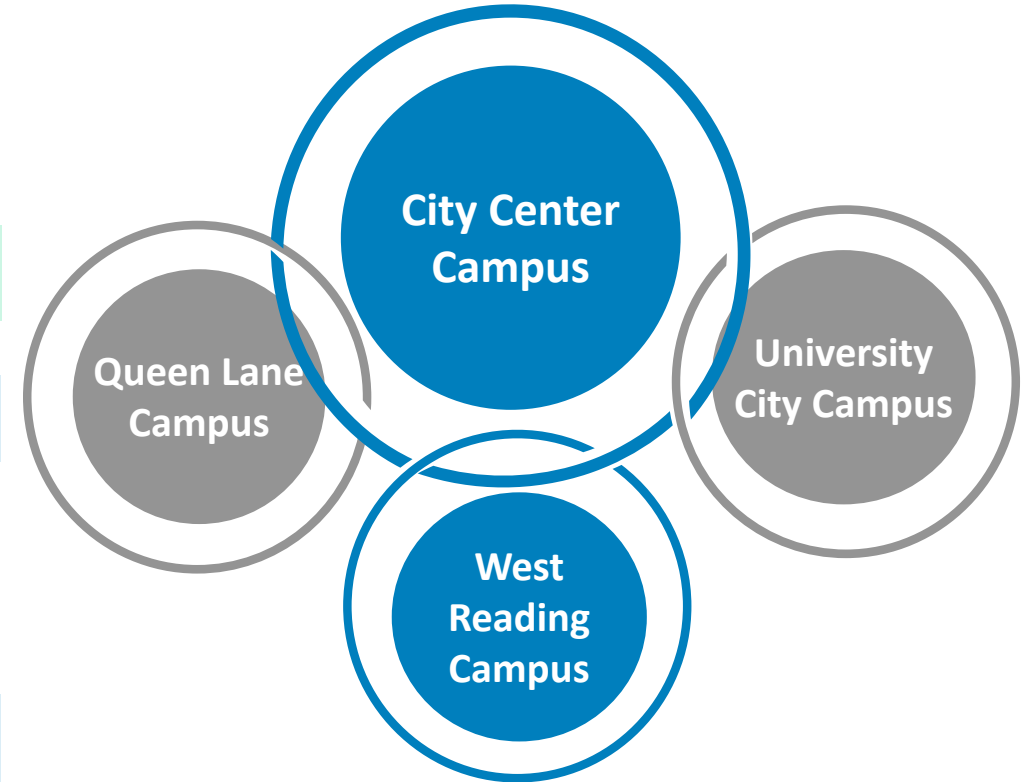 City Center
Campus
Queen Lane
Campus
University
City Campus
West
Reading
Campus